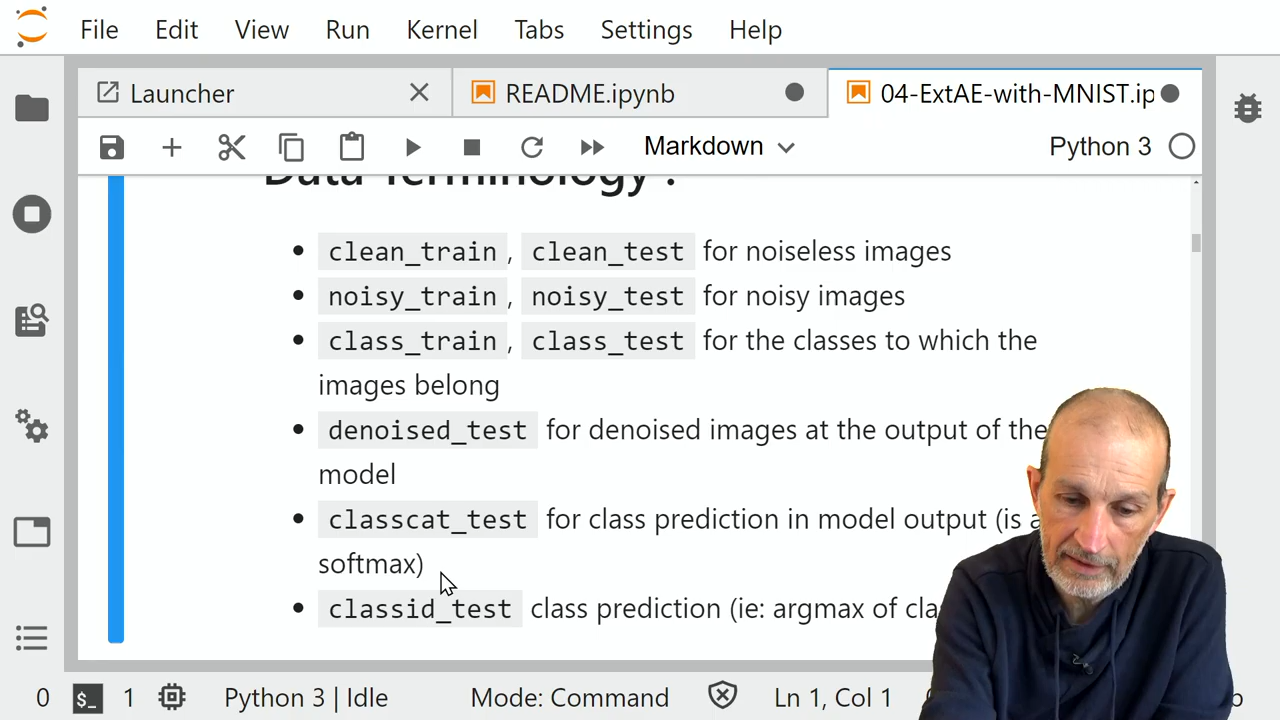 File Edit View Run Kernel Tabs Settings Help
Launcher README.ipynb 04-ExtAE-with-MNIST.ip
Markdown Python 3
Data Terminology :
clean_train, clean_test for noiseless images
noisy_train, noisy_test for noisy images
class_train, class_test for the classes to which the
images belong
denoised_test for denoised images at the output of the
model
classcat_test for class prediction in model output (is a
softmax)
classid_test class prediction (ie: argmax of cla
0 $_ 1 Python 3 | Idle Mode: Command Ln 1, Col 1